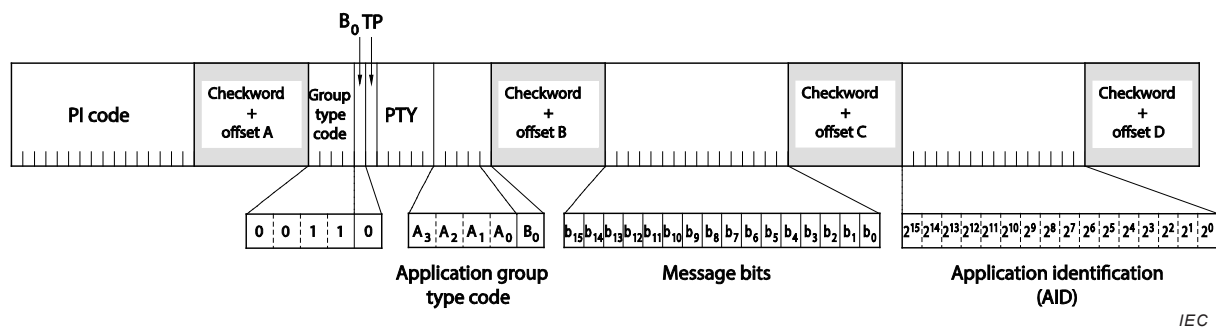 B0 TP
PI code
Checkword
+
offset A
Group
type
code
PTY
Checkword
+
offset B
Checkword
+
offset C
Checkword
+
offset D
0 0 1 1 0
A3 A2 A1 A0 B0
b15 b14 b13 b12 b11 b10 b9 b8 b7 b6 b5 b4 b3 b2 b1 b0
2^15 2^14 2^13 2^12 2^11 2^10 2^9 2^8 2^7 2^6 2^5 2^4 2^3 2^2 2^1 2^0
Application group
type code
Message bits
Application identification
(AID)
IEC